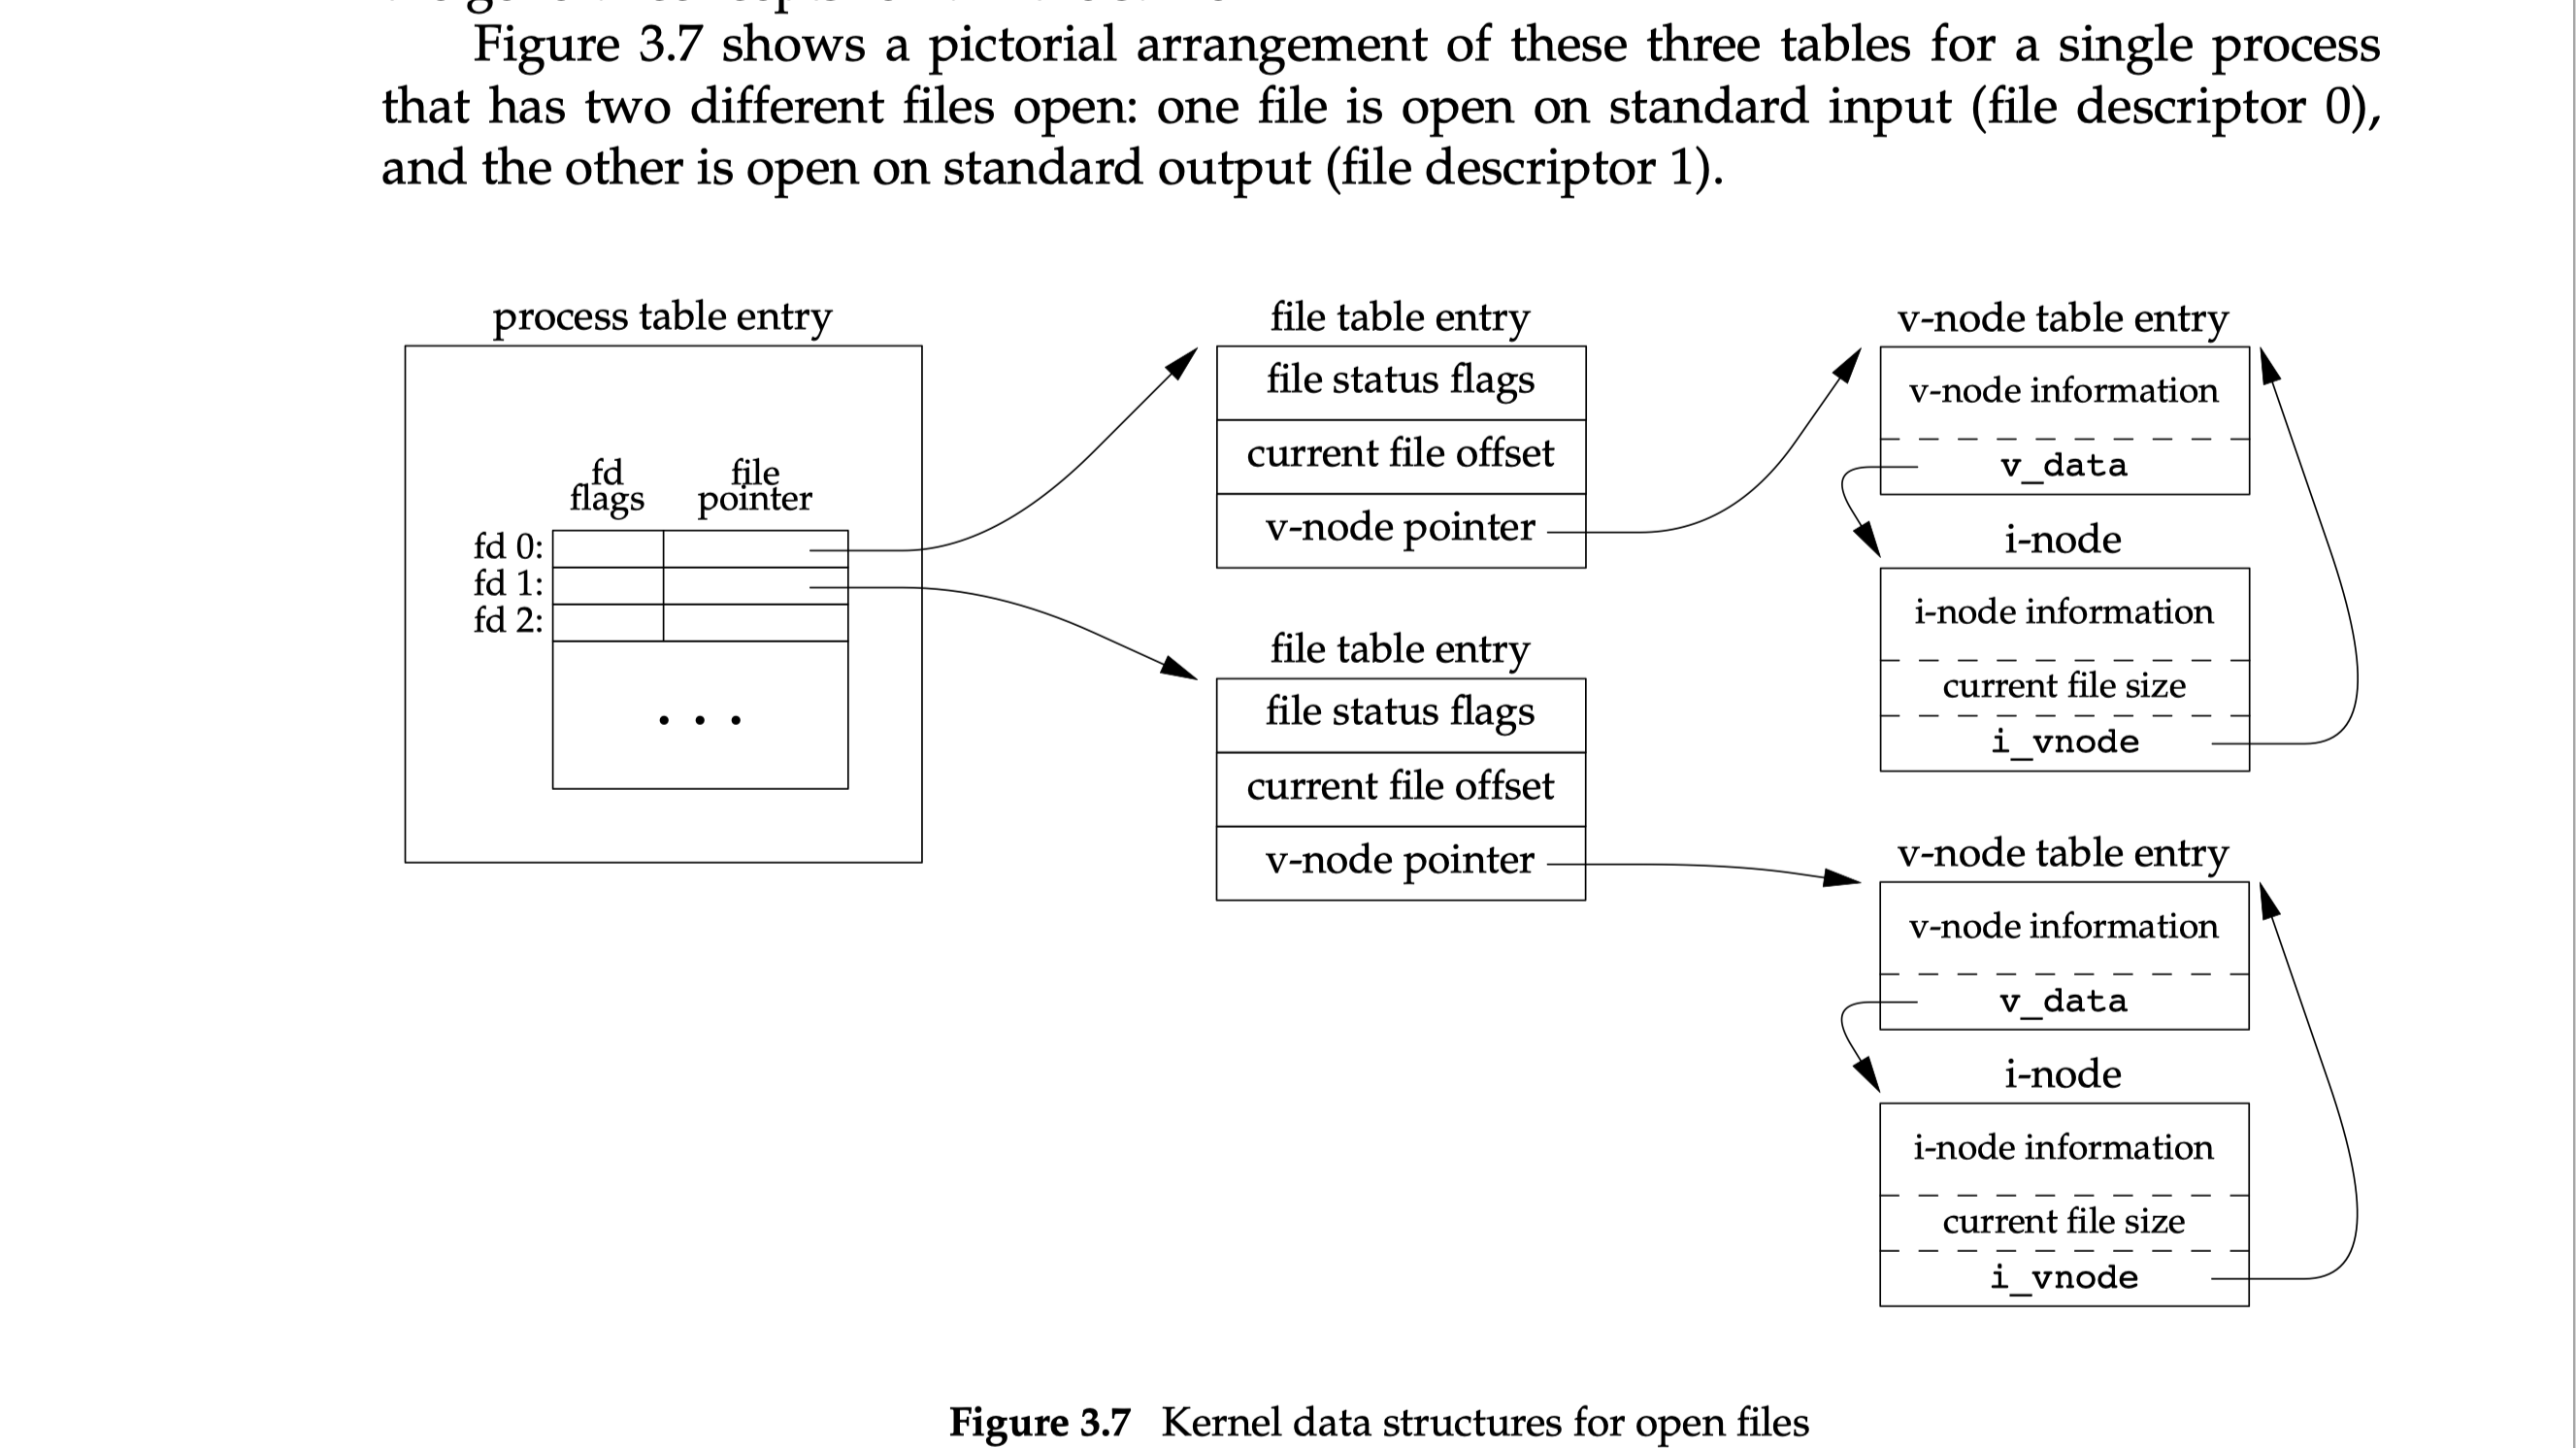 Figure 3.7 shows a pictorial arrangement of these three tables for a single process
that has two different files open: one file is open on standard input (file descriptor 0),
and the other is open on standard output (file descriptor 1).
process table entry
fd
flags
file
pointer
fd 0:
fd 1:
fd 2:
. . .
file table entry
file status flags
current file offset
v-node pointer
file table entry
file status flags
current file offset
v-node pointer
v-node table entry
v-node information
v_data
i-node
i-node information
current file size
i_vnode
v-node table entry
v-node information
v_data
i-node
i-node information
current file size
i_vnode
Figure 3.7 Kernel data structures for open files